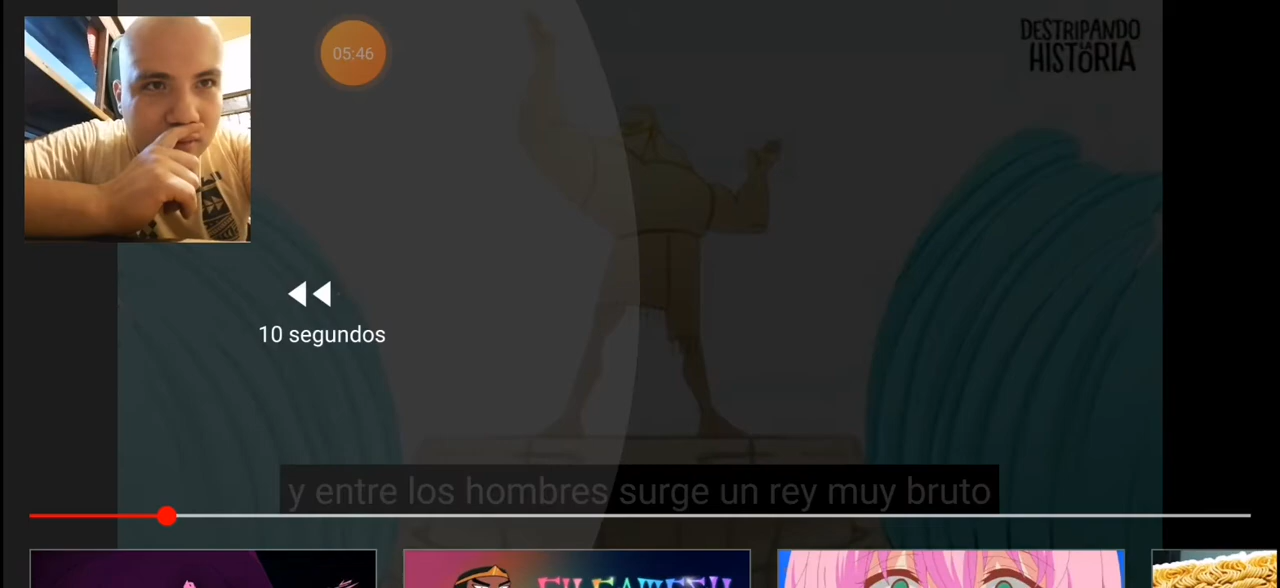 05:46
DESTRIPANDO
LA
HISTORIA
10 segundos
y entre los hombres surge un rey muy bruto